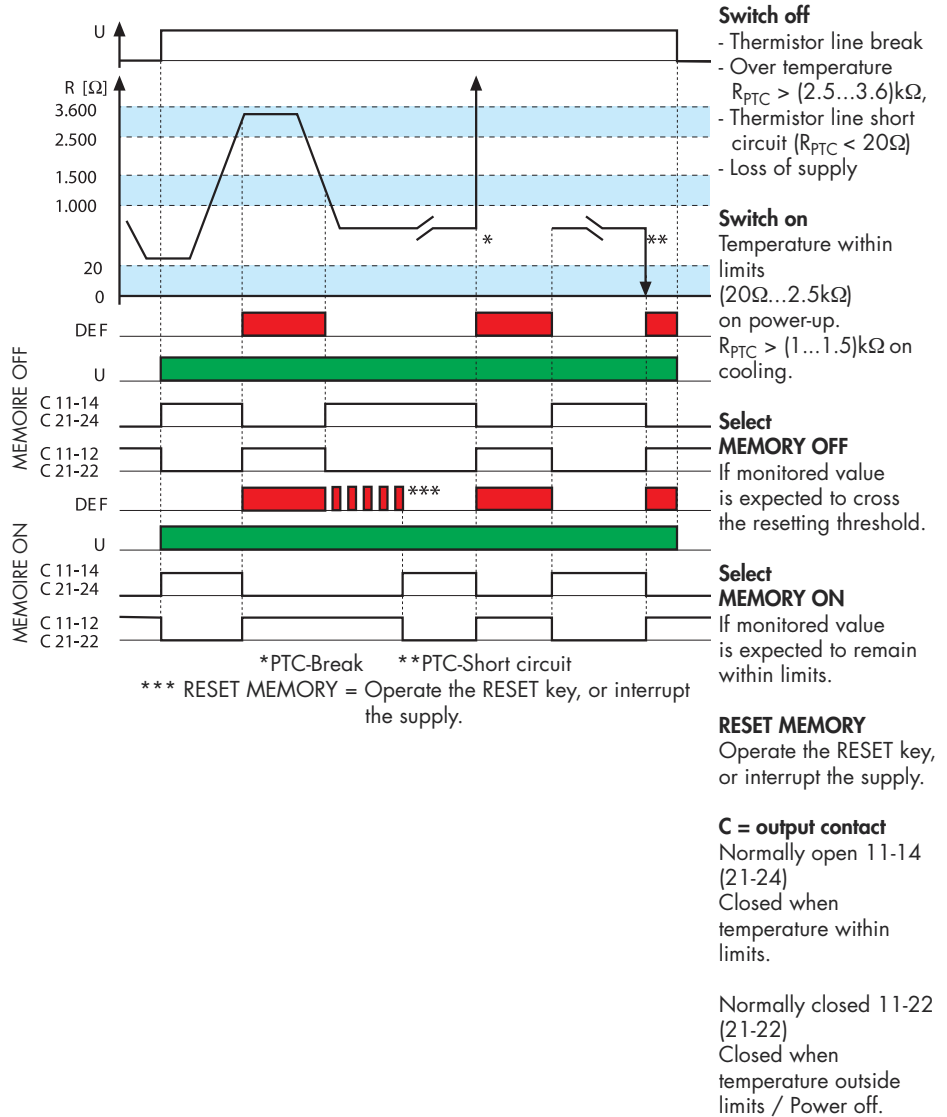 U
R [Ω]
3.600
2.500
1.500
1.000
20
0
*
**
MEMOIRE OFF
DEF
U
C 11-14
C 21-24
C 11-12
C 21-22
MEMOIRE ON
DEF
***
U
C 11-14
C 21-24
C 11-12
C 21-22
*PTC-Break **PTC-Short circuit
*** RESET MEMORY = Operate the RESET key, or interrupt
the supply.
Switch off
- Thermistor line break
- Over temperature
RPTC > (2.5...3.6)kΩ,
- Thermistor line short
circuit (RPTC < 20Ω)
- Loss of supply
Switch on
Temperature within
limits
(20Ω...2.5kΩ)
on power-up.
RPTC > (1...1.5)kΩ on
cooling.
Select
MEMORY OFF
If monitored value
is expected to cross
the resetting threshold.
Select
MEMORY ON
If monitored value
is expected to remain
within limits.
RESET MEMORY
Operate the RESET key,
or interrupt the supply.
C = output contact
Normally open 11-14
(21-24)
Closed when
temperature within
limits.
Normally closed 11-22
(21-22)
Closed when
temperature outside
limits / Power off.